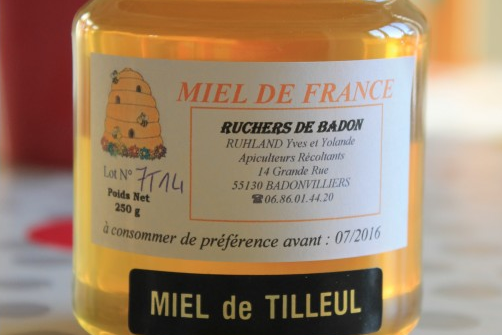 MIEL DE FRANCE
RUCHERS DE BADON
RUHLAND Yves et Yolande
Apiculteurs Récoltants
14 Grande Rue
55130 BADONVILLIERS
☎06.86.01.44.20
Lot N° 7T14
Poids Net
250 g
à consommer de préférence avant : 07/2016
MIEL de TILLEUL